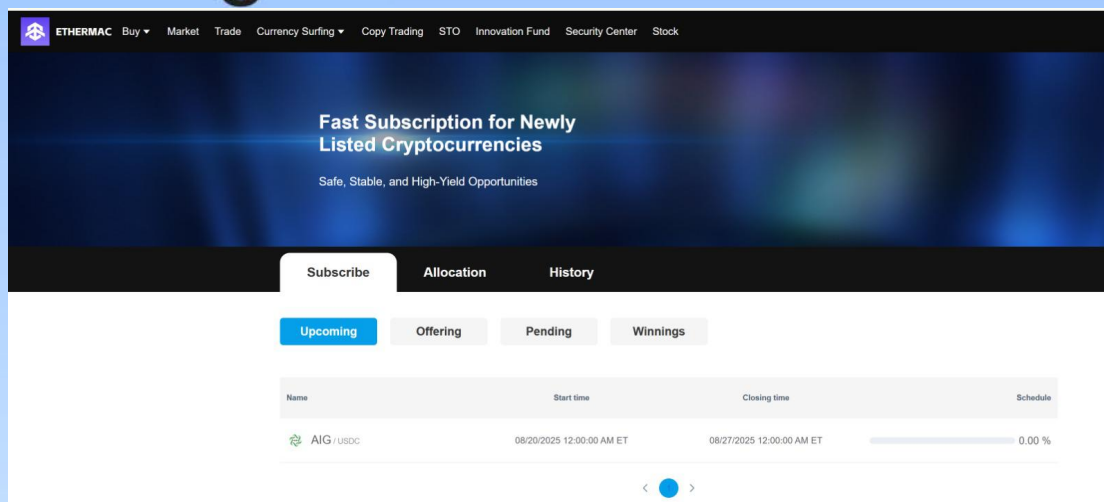 ETHERMAC Buy Market Trade Currency Surfing Copy Trading STO Innovation Fund Security Center Stock
Fast Subscription for Newly
Listed Cryptocurrencies
Safe, Stable, and High-Yield Opportunities
Subscribe Allocation History
Upcoming Offering Pending Winnings
Name Start time Closing time Schedule
AIG / USDC 08/20/2025 12:00:00 AM ET 08/27/2025 12:00:00 AM ET 0.00 %